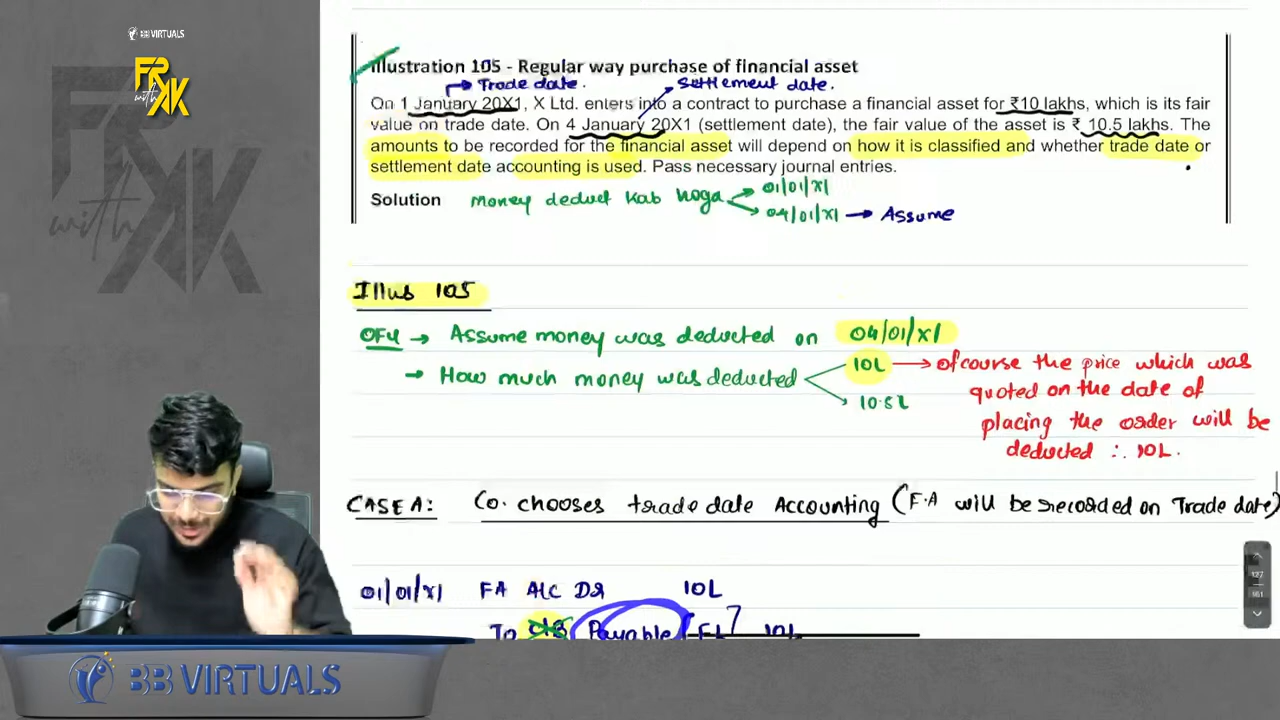 BB VIRTUALS
FR
with AK
Illustration 105 - Regular way purchase of financial asset
Trade date.
Settlement date.
On 1 January 20X1, X Ltd. enters into a contract to purchase a financial asset for ₹10 lakhs, which is its fair
value on trade date. On 4 January 20X1 (settlement date), the fair value of the asset is ₹ 10.5 lakhs. The
amounts to be recorded for the financial asset will depend on how it is classified and whether trade date or
settlement date accounting is used. Pass necessary journal entries.
Solution money deduct kab hoga
01/01/X1
04/01/X1 → Assume
Illus 105
→ Assume money was deducted on 04/01/X1
→ How much money was deducted
10L → of course the price which was
quoted on the date of
placing the order will be
deducted ∴ 10L.
10.5L
CASE A: Co. chooses trade date Accounting (F.A will be recorded on Trade date)
01/01/X1 FA A/c Dr 10L
To Payable 10L
127
161
BB VIRTUALS